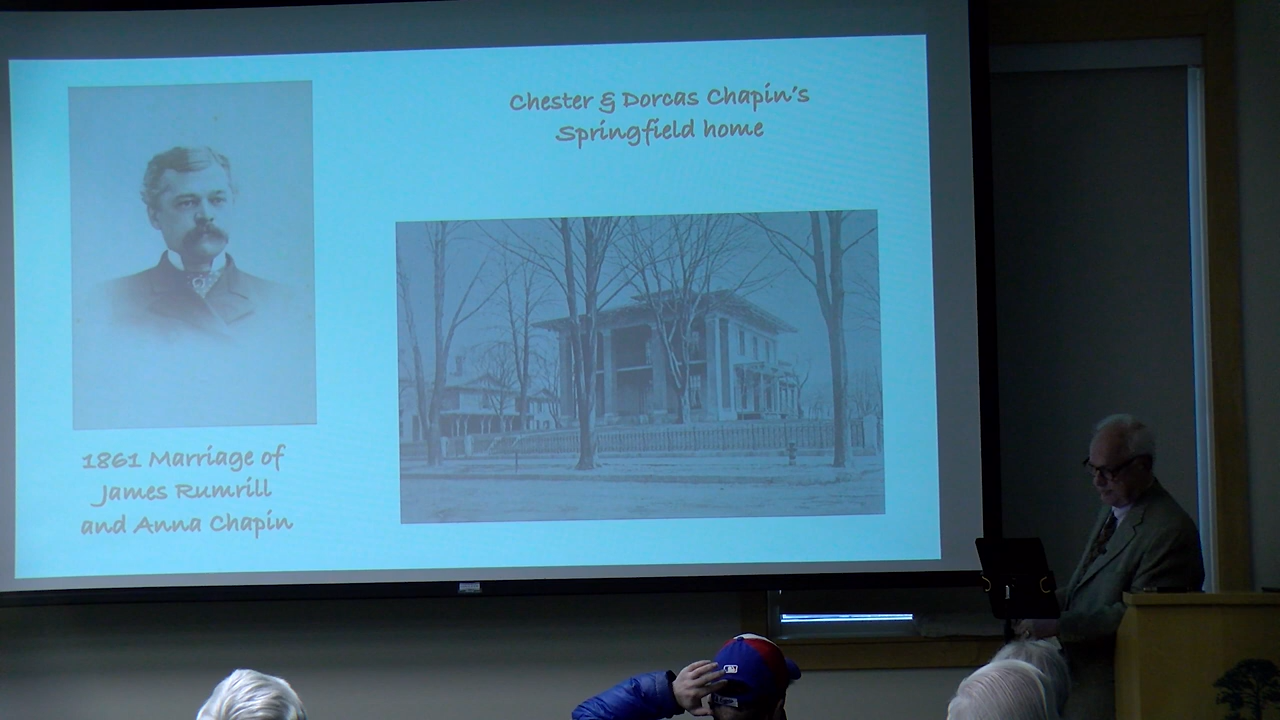 Chester & Dorcas Chapin's
Springfield home
1861 Marriage of
James Rumrill
and Anna Chapin